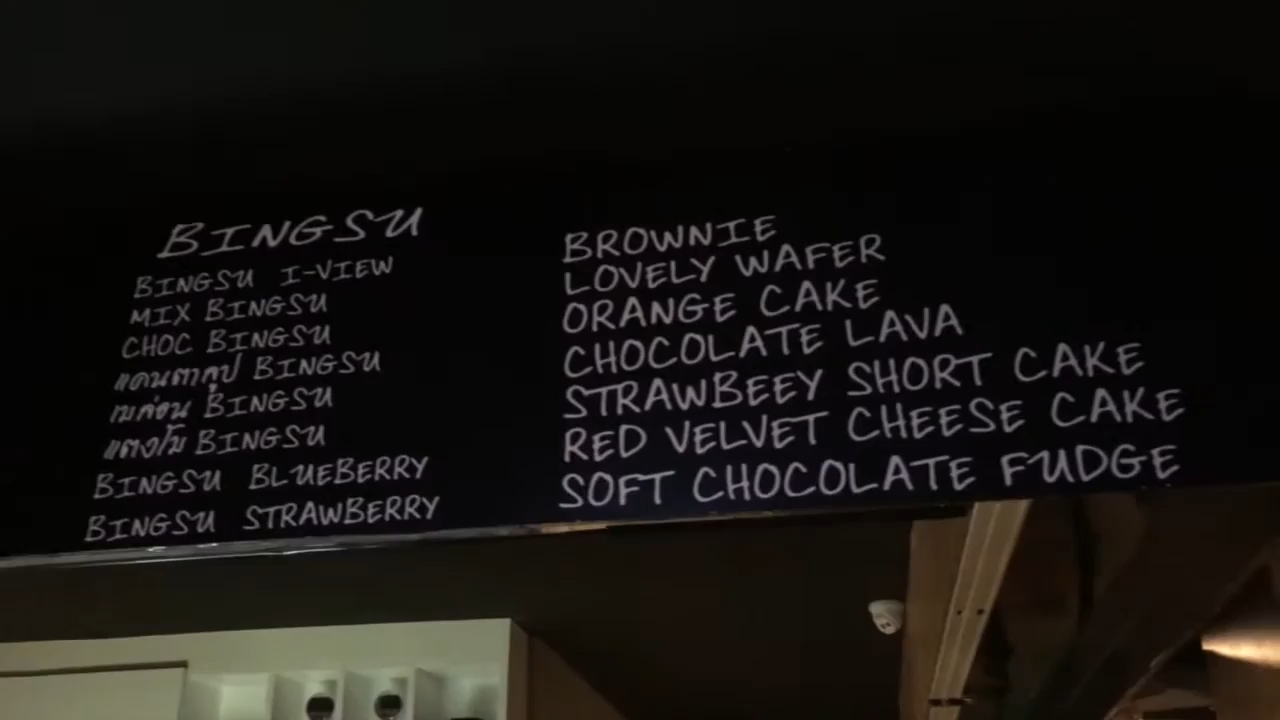 BINGSU
BINGSU I-VIEW
MIX BINGSU
CHOC BINGSU
แคนตาลูป BINGSU
เมล่อน BINGSU
แตงโม BINGSU
BINGSU BLUEBERRY
BINGSU STRAWBERRY
BROWNIE
LOVELY WAFER
ORANGE CAKE
CHOCOLATE LAVA
STRAWBEEY SHORT CAKE
RED VELVET CHEESE CAKE
SOFT CHOCOLATE FUDGE